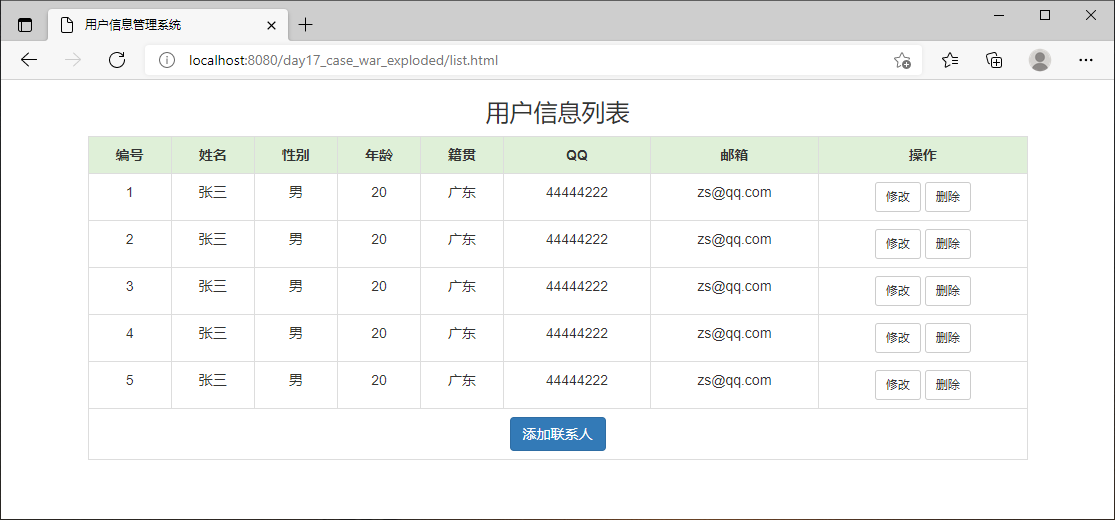 用户信息管理系统
localhost:8080/day17_case_war_exploded/list.html
用户信息列表
编号 姓名 性别 年龄 籍贯 QQ 邮箱 操作
1 张三 男 20 广东 44444222 zs@qq.com 修改 删除
2 张三 男 20 广东 44444222 zs@qq.com 修改 删除
3 张三 男 20 广东 44444222 zs@qq.com 修改 删除
4 张三 男 20 广东 44444222 zs@qq.com 修改 删除
5 张三 男 20 广东 44444222 zs@qq.com 修改 删除
添加联系人